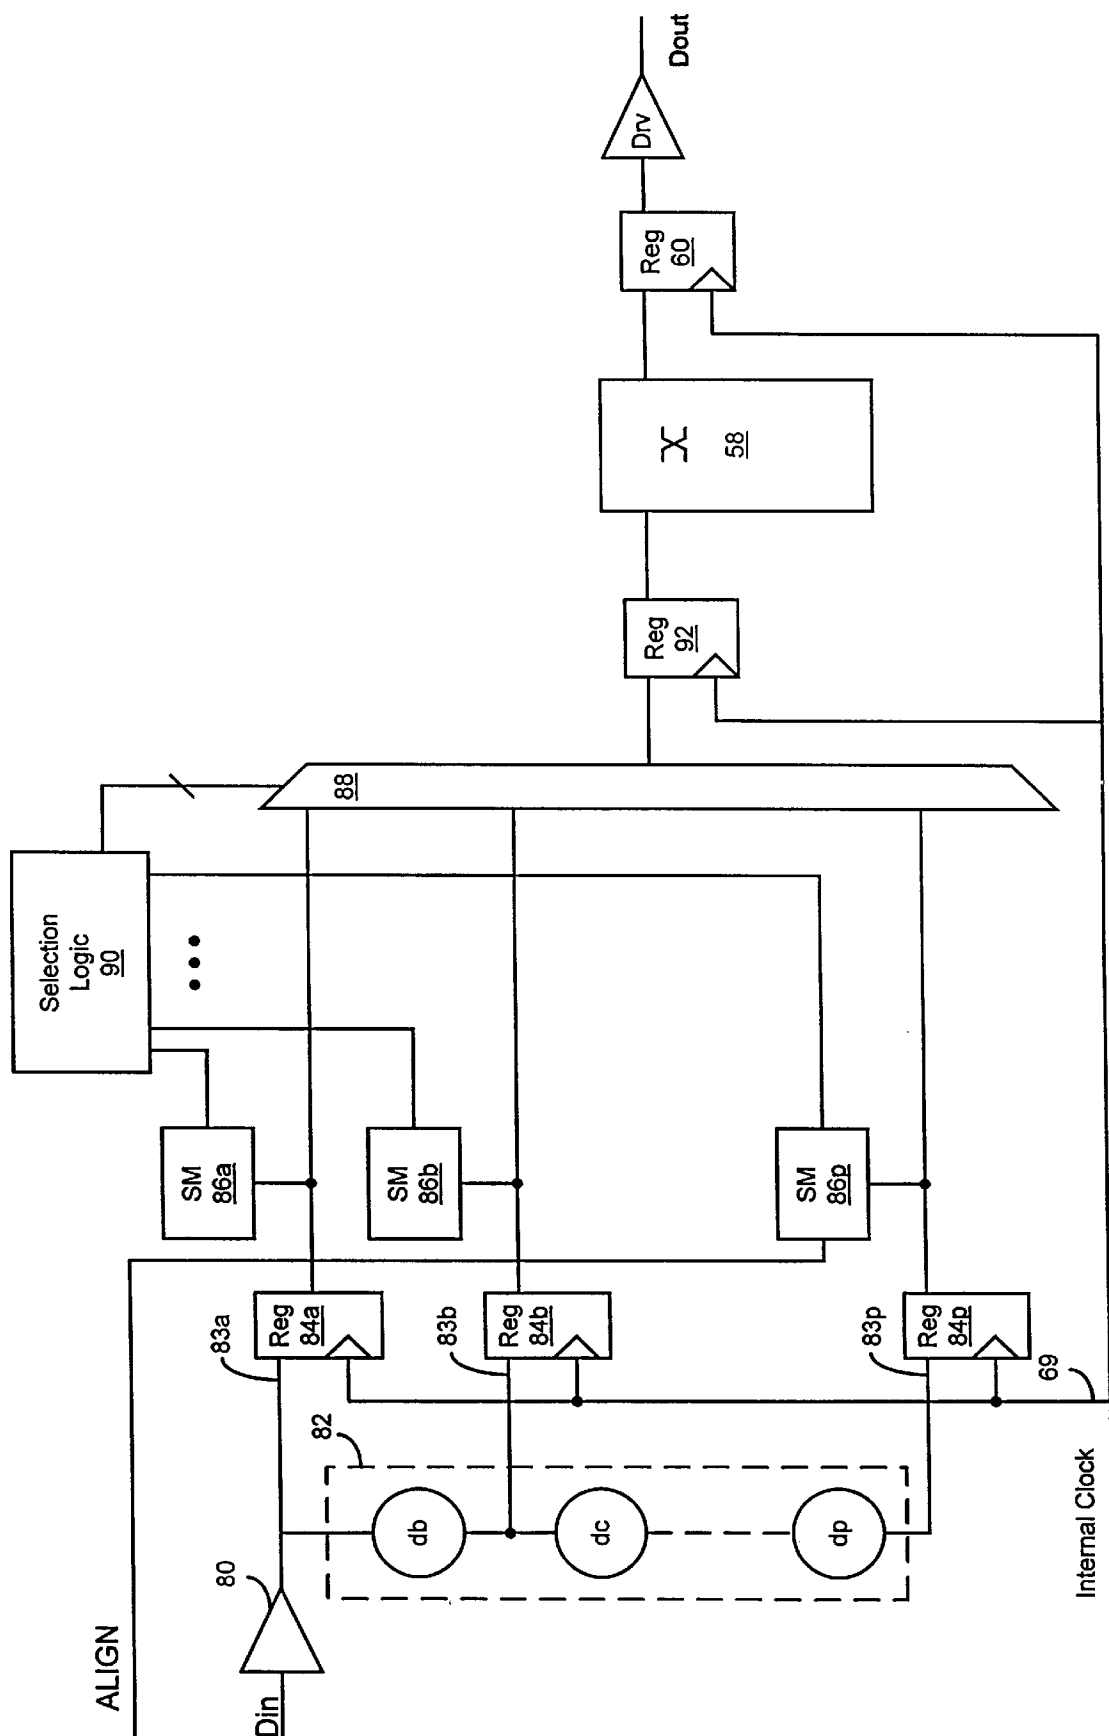 ALIGN
Din
80
82
db
dc
dp
83a
83b
83p
Reg
84a
Reg
84b
Reg
84p
69
Internal Clock
SM
86a
SM
86b
SM
86p
Selection
Logic
90
88
Reg
92
58
Reg
60
Drv
Dout